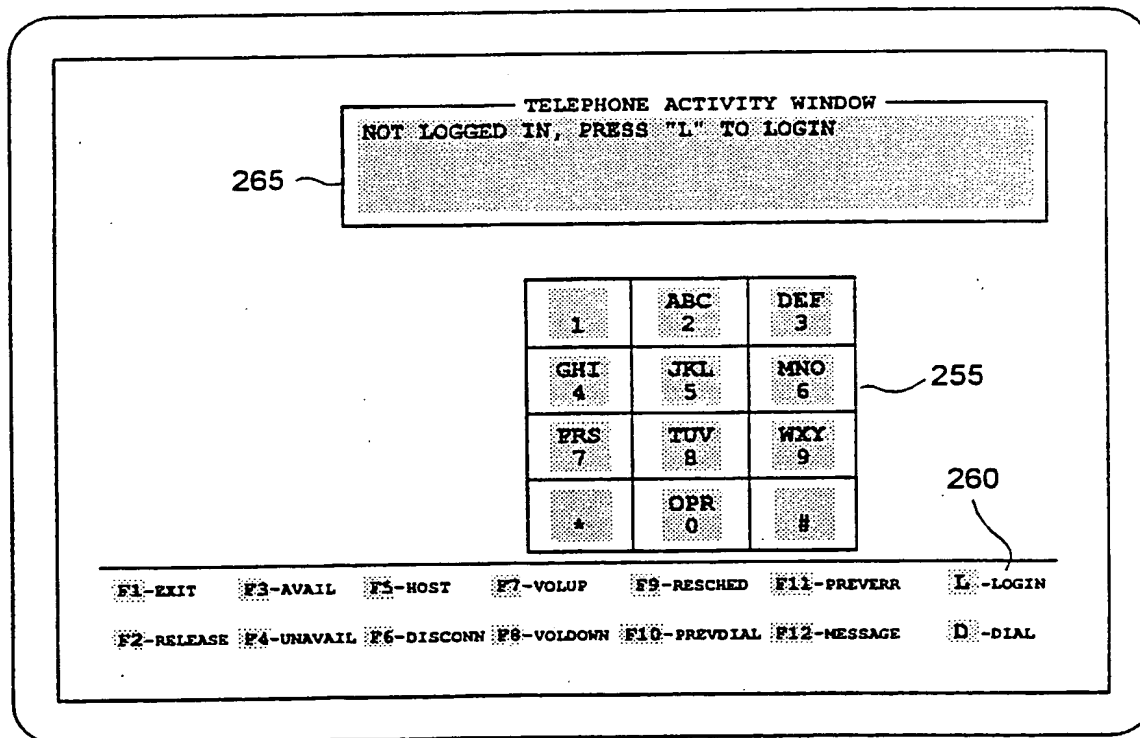 TELEPHONE ACTIVITY WINDOW
NOT LOGGED IN, PRESS "L" TO LOGIN
265
ABC DEF
1 2 3
GHI JKL MNO
4 5 6
255
PRS TUV WXY
7 8 9
260
OPR
* 0 #
F1-EXIT F3-AVAIL F5-HOST F7-VOLUP F9-RESCHED F11-PREVERR L-LOGIN
F2-RELEASE F4-UNAVAIL F6-DISCONN F8-VOLDOWN F10-PREVDIAL F12-MESSAGE D-DIAL